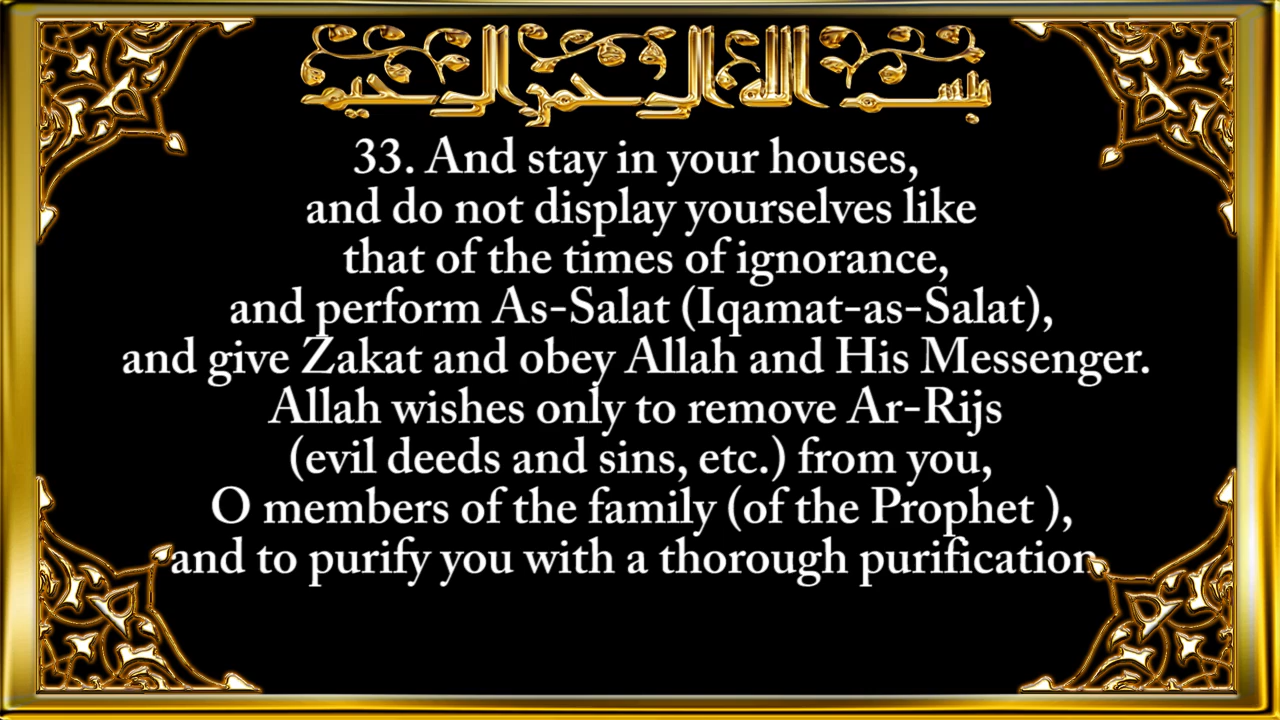 بسم الله الرحمن الرحيم
33. And stay in your houses,
and do not display yourselves like
that of the times of ignorance,
and perform As-Salat (Iqamat-as-Salat),
and give Zakat and obey Allah and His Messenger.
Allah wishes only to remove Ar-Rijs
(evil deeds and sins, etc.) from you,
O members of the family (of the Prophet ),
and to purify you with a thorough purification.